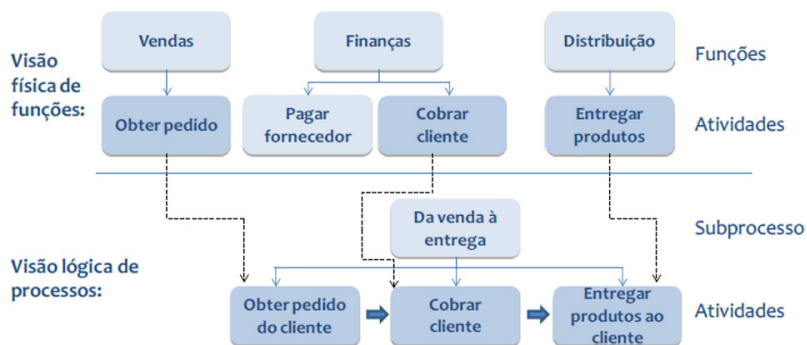 Vendas
Finanças
Distribuição
Funções
Visão
física de
funções:
Obter pedido
Pagar
fornecedor
Cobrar
cliente
Entregar
produtos
Atividades
Da venda à
entrega
Subprocesso
Visão lógica de
processos:
Obter pedido
do cliente
Cobrar
cliente
Entregar
produtos ao
cliente
Atividades